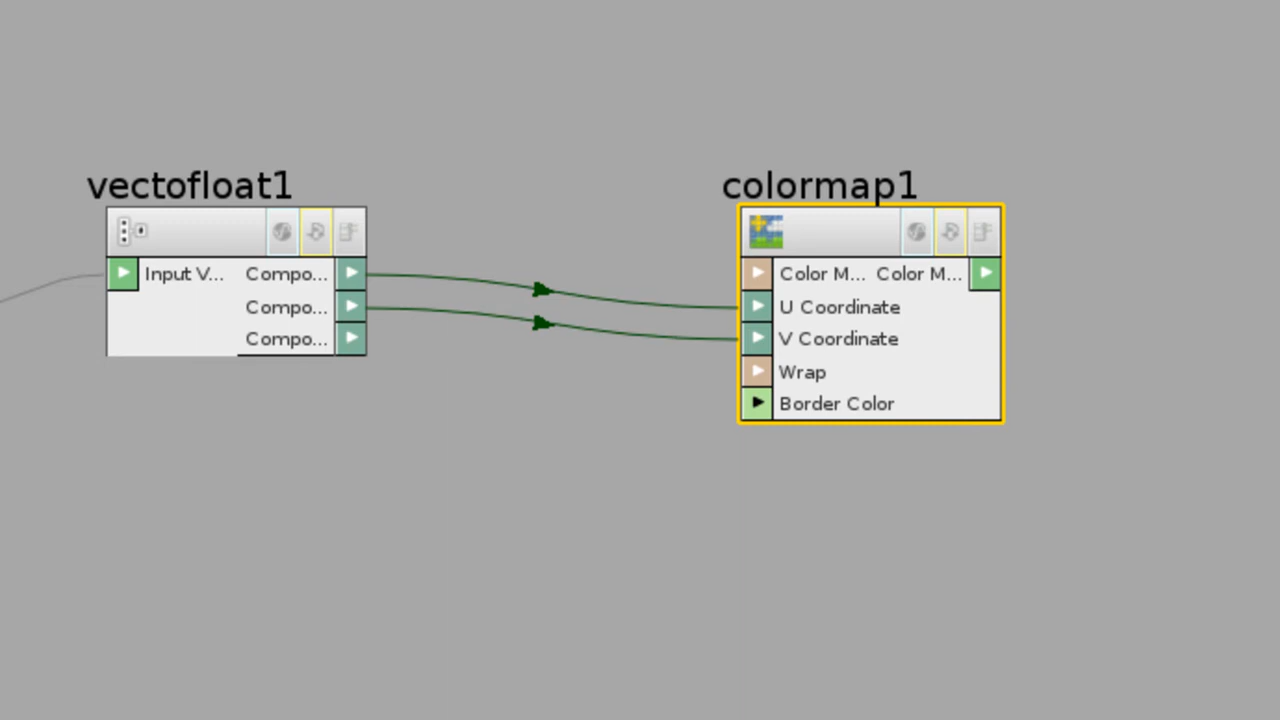 vectofloat1
Input V... Compo...
Compo...
Compo...
colormap1
Color M... Color M...
U Coordinate
V Coordinate
Wrap
Border Color